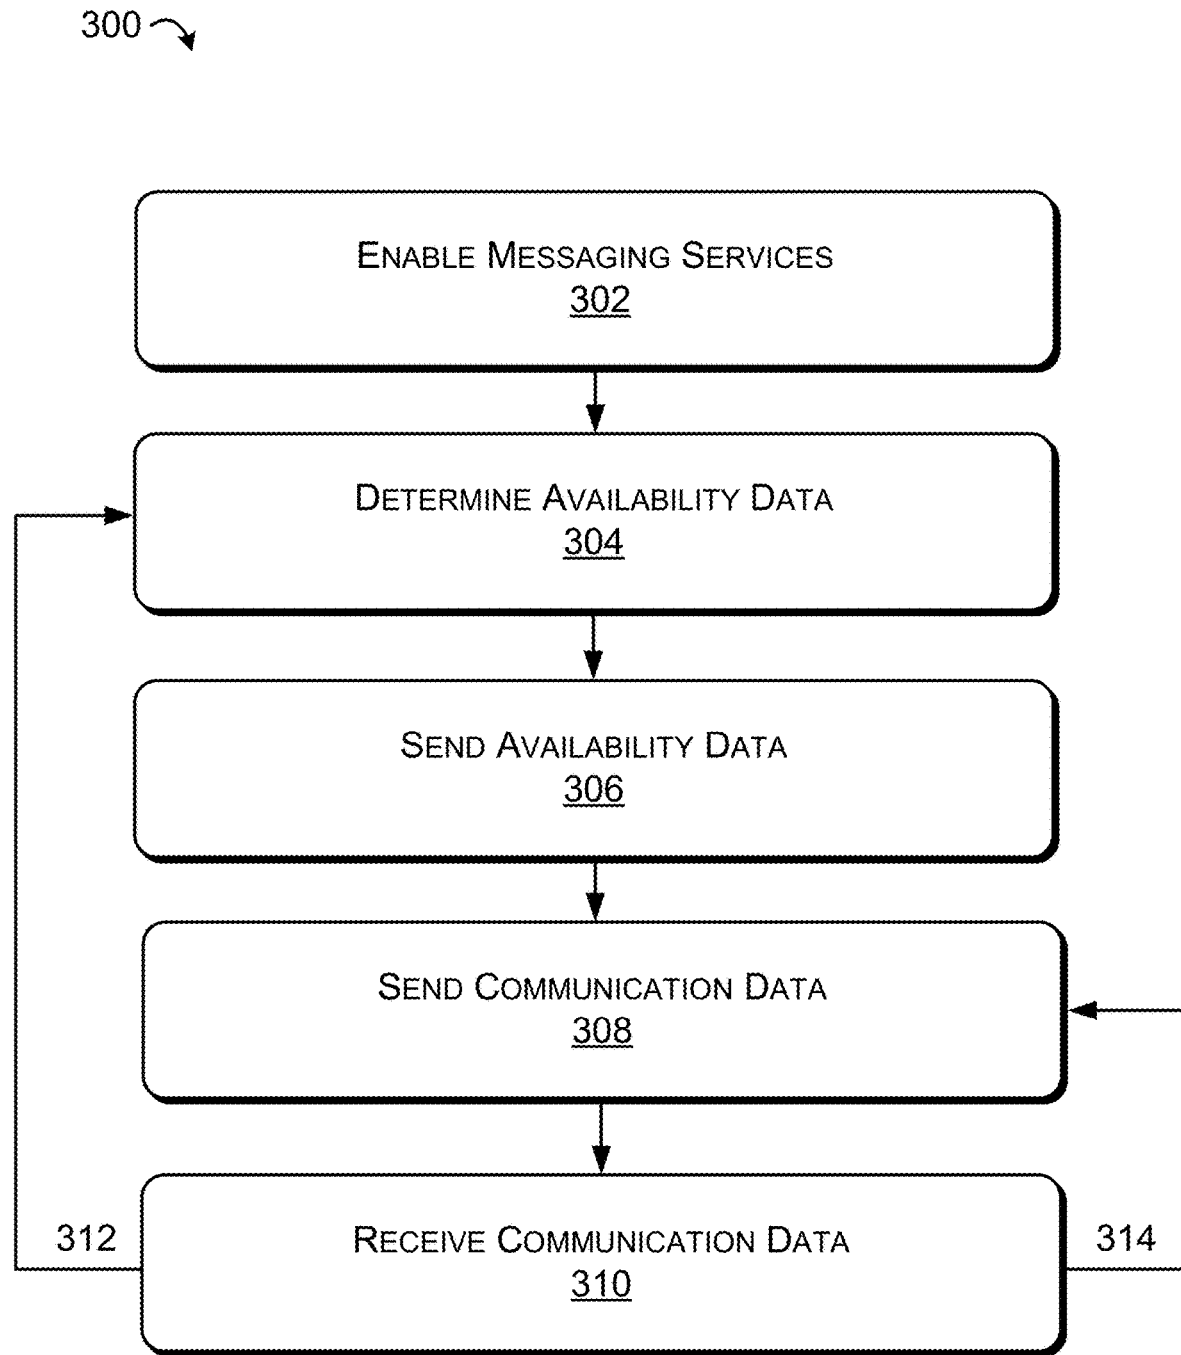 300
ENABLE MESSAGING SERVICES
302
DETERMINE AVAILABILITY DATA
304
SEND AVAILABILITY DATA
306
SEND COMMUNICATION DATA
308
RECEIVE COMMUNICATION DATA
310
312
314